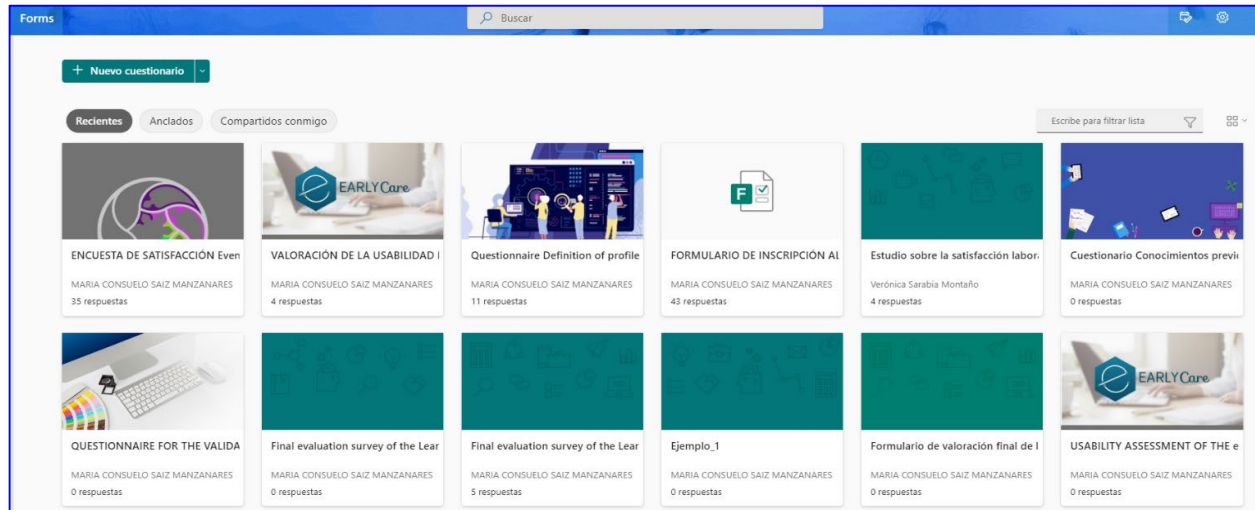 Forms
Buscar
+ Nuevo cuestionario
Recientes Anclados Compartidos conmigo
Escribe para filtrar lista
EARLYCare
F
ENCUESTA DE SATISFACCIÓN Even
VALORACIÓN DE LA USABILIDAD
Questionnaire Definition of profile
FORMULARIO DE INSCRIPCIÓN AL
Estudio sobre la satisfacción labor
Cuestionario Conocimientos previ
MARIA CONSUELO SAIZ MANZANARES
MARIA CONSUELO SAIZ MANZANARES
MARIA CONSUELO SAIZ MANZANARES
MARIA CONSUELO SAIZ MANZANARES
Verónica Sarabia Montaño
MARIA CONSUELO SAIZ MANZANARES
35 respuestas
4 respuestas
11 respuestas
43 respuestas
4 respuestas
0 respuestas
EARLYCare
QUESTIONNAIRE FOR THE VALIDA
Final evaluation survey of the Lear
Final evaluation survey of the Lear
Ejemplo_1
Formulario de valoración final de l
USABILITY ASSESSMENT OF THE e
MARIA CONSUELO SAIZ MANZANARES
MARIA CONSUELO SAIZ MANZANARES
MARIA CONSUELO SAIZ MANZANARES
MARIA CONSUELO SAIZ MANZANARES
MARIA CONSUELO SAIZ MANZANARES
MARIA CONSUELO SAIZ MANZANARES
0 respuestas
0 respuestas
5 respuestas
0 respuestas
0 respuestas
0 respuestas